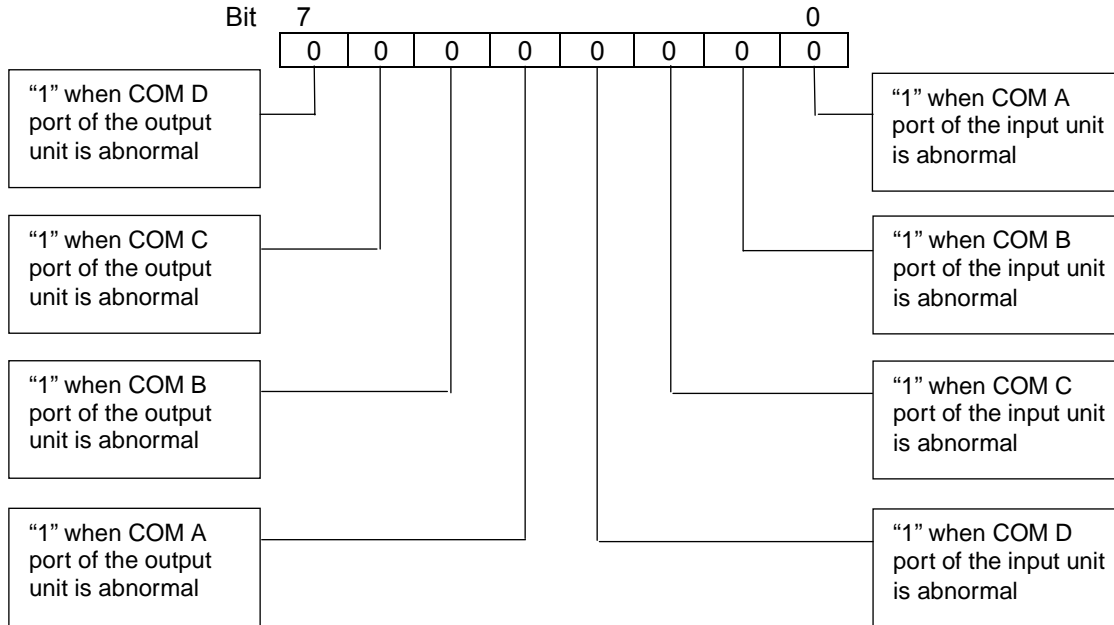 Bit 7 0
0 0 0 0 0 0 0 0
“1” when COM D
port of the output
unit is abnormal
“1” when COM A
port of the input unit
is abnormal
“1” when COM C
port of the output
unit is abnormal
“1” when COM B
port of the input unit
is abnormal
“1” when COM B
port of the output
unit is abnormal
“1” when COM C
port of the input unit
is abnormal
“1” when COM A
port of the output
unit is abnormal
“1” when COM D
port of the input unit
is abnormal